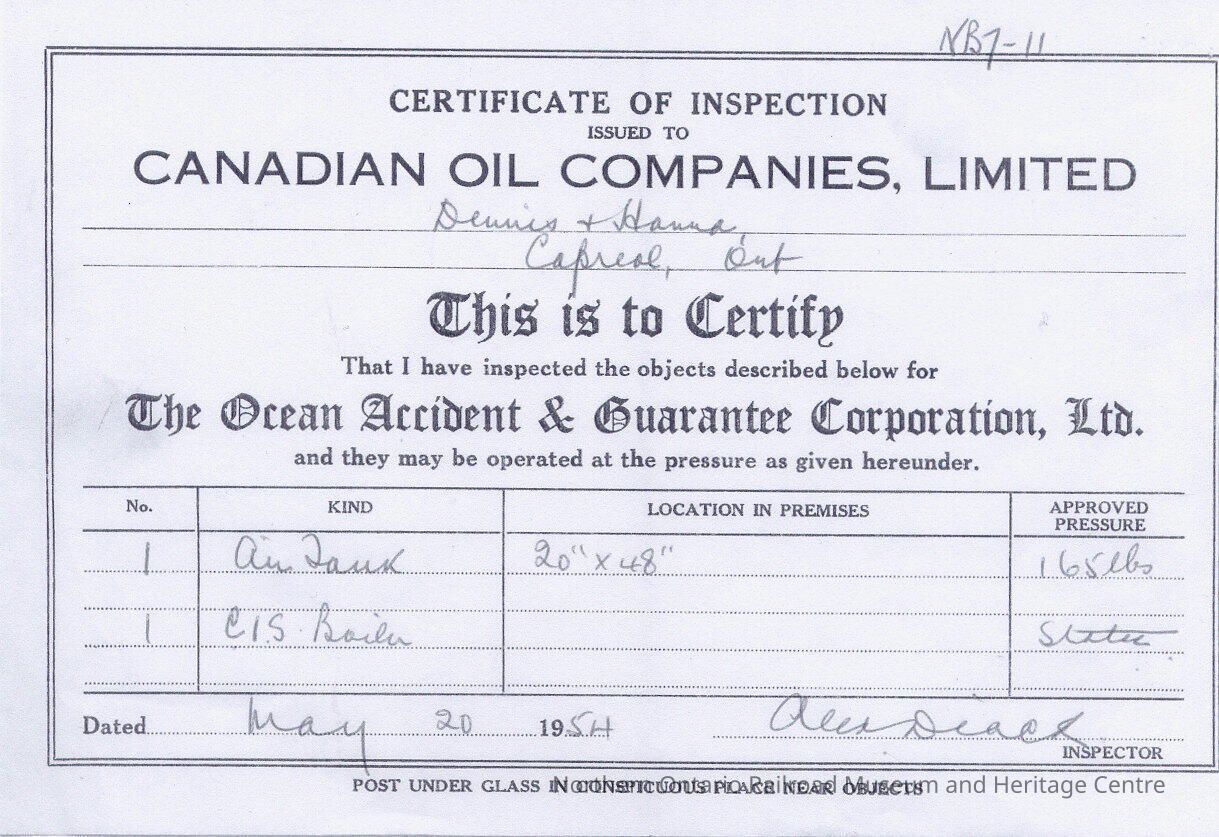 NB7-11
CERTIFICATE OF INSPECTION
ISSUED TO
CANADIAN OIL COMPANIES, LIMITED
Dennis & Hanna,
Capreol, Ont
This is to Certify
That I have inspected the objects described below for
The Ocean Accident & Guarantee Corporation, Ltd.
and they may be operated at the pressure as given hereunder.
No. KIND LOCATION IN PREMISES APPROVED PRESSURE
1 Air Tank 20" x 48" 165 lbs
1 C.I.S. Boiler Static
Dated May 20 1954 Alex Diack
INSPECTOR
POST UNDER GLASS IN CONSPICUOUS PLACE NEAR OBJECTS
Northern Ontario Railroad Museum and Heritage Centre